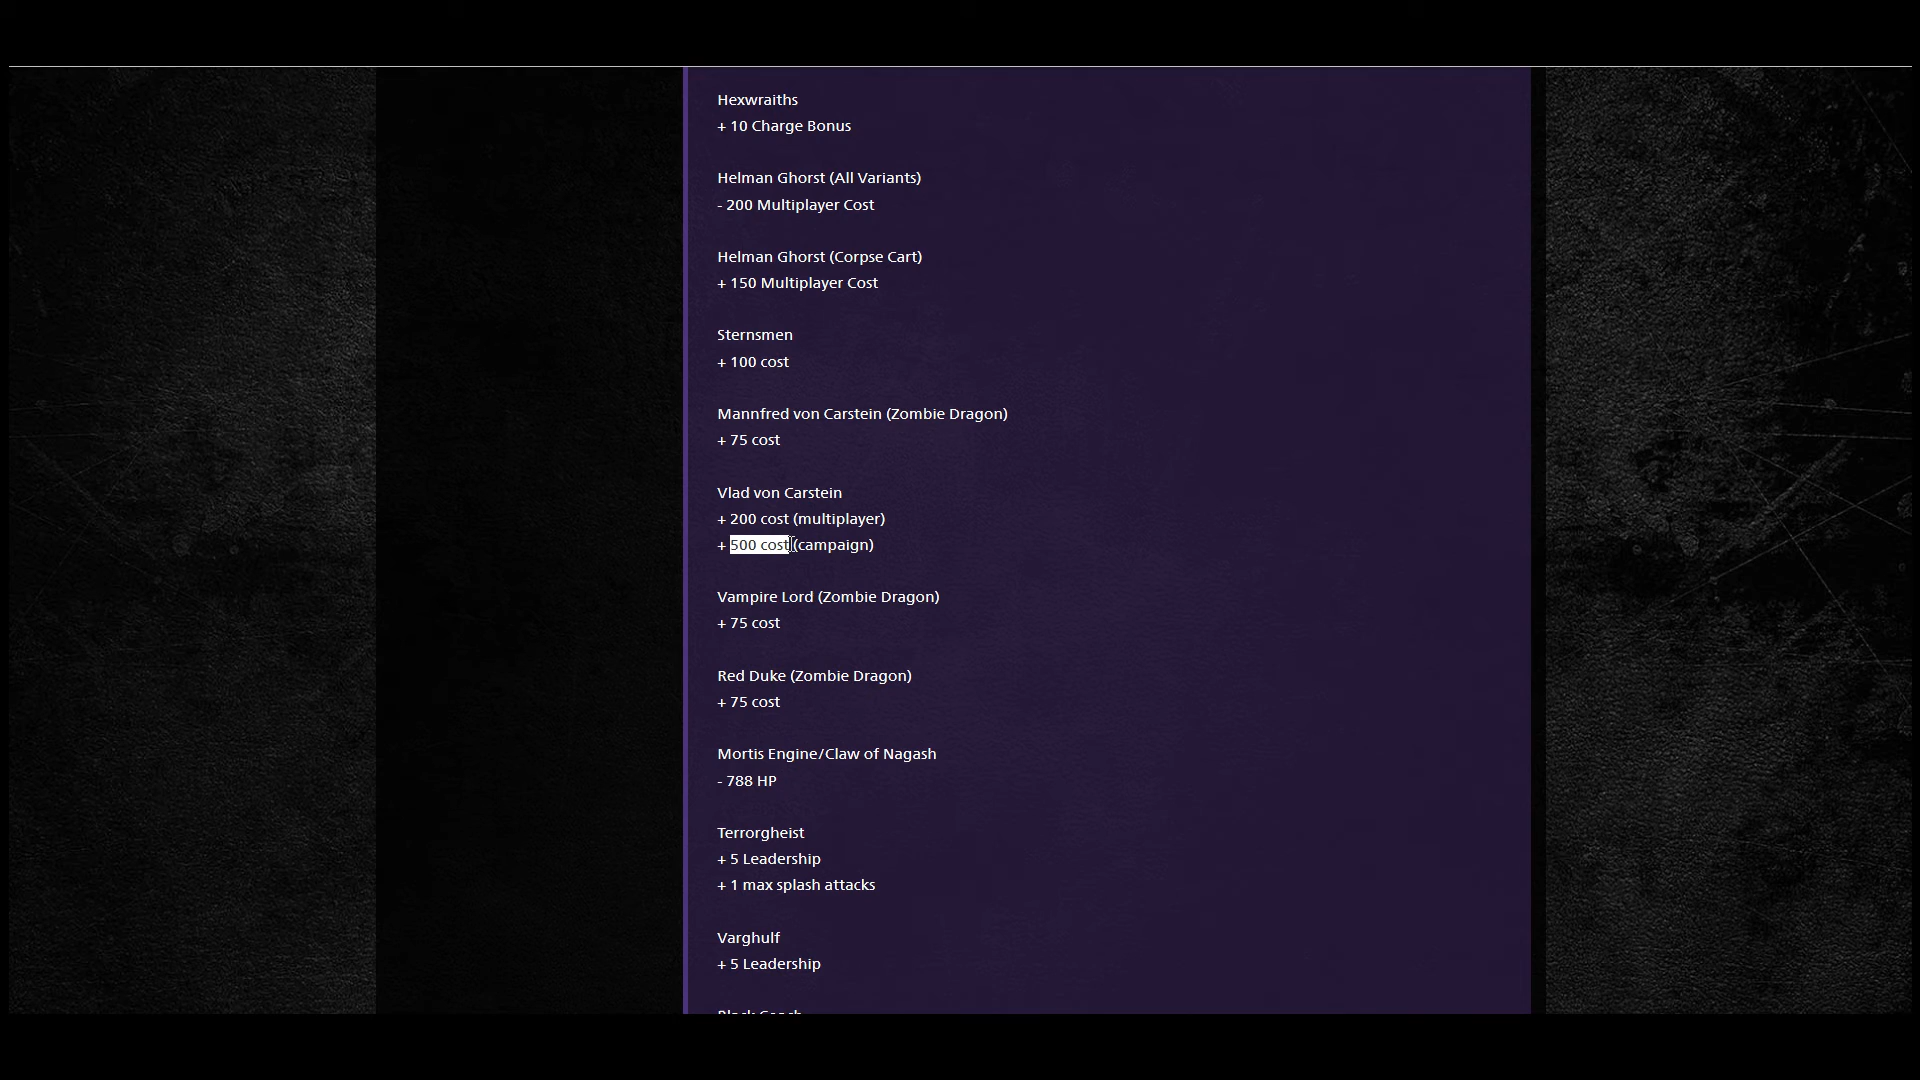 Hexwraiths
+ 10 Charge Bonus
Helman Ghorst (All Variants)
- 200 Multiplayer Cost
Helman Ghorst (Corpse Cart)
+ 150 Multiplayer Cost
Sternsmen
+ 100 cost
Mannfred von Carstein (Zombie Dragon)
+ 75 cost
Vlad von Carstein
+ 200 cost (multiplayer)
+ 500 cost (campaign)
Vampire Lord (Zombie Dragon)
+ 75 cost
Red Duke (Zombie Dragon)
+ 75 cost
Mortis Engine/Claw of Nagash
- 788 HP
Terrorgheist
+ 5 Leadership
+ 1 max splash attacks
Varghulf
+ 5 Leadership